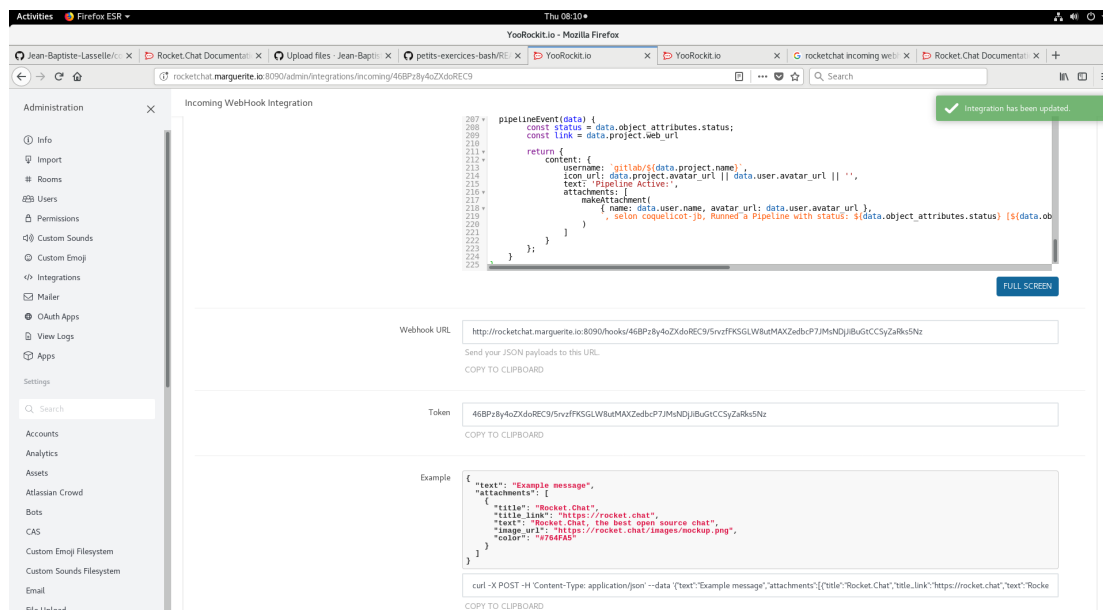 Activities Firefox ESR Thu 08:10
YooRockit.io - Mozilla Firefox
Jean-Baptiste-Lasselle/co Rocket.Chat Documentati Upload files · Jean-Baptis petits-exercices-bash/RE YooRockit.io YooRockit.io rocketchat incoming web Rocket.Chat Documentati
rocketchat.marguerite.io:8090/admin/integrations/incoming/46BPz8y4oZXdoREC9 Search
Administration
Info
Import
Rooms
Users
Permissions
Custom Sounds
Custom Emoji
Integrations
Mailer
OAuth Apps
View Logs
Apps
Settings
Search
Accounts
Analytics
Assets
Atlassian Crowd
Bots
CAS
Custom Emoji Filesystem
Custom Sounds Filesystem
Email
File Upload
Incoming WebHook Integration
Integration has been updated.
207 pipelineEvent(data) {
208 const status = data.object_attributes.status;
209 const link = data.project.web_url
210
211 return {
212 content: {
213 username: `gitlab/${data.project.name}`,
214 icon_url: data.project.avatar_url || data.user.avatar_url || '',
215 text: 'Pipeline Active:',
216 attachments: [
217 makeAttachment(
218 { name: data.user.name, avatar_url: data.user.avatar_url },
219 `, selon coquelicot-jb, Runned a Pipeline with status: ${data.object_attributes.status} [${data.ob
220 )
221 ]
222 }
223 };
224 }
225
FULL SCREEN
Webhook URL
http://rocketchat.marguerite.io:8090/hooks/46BPz8y4oZXdoREC9/5rvzfFKSGLW8utMAXZedbcP7JMsNDjJiBuGtCCSyZaRks5Nz
Send your JSON payloads to this URL.
COPY TO CLIPBOARD
Token
46BPz8y4oZXdoREC9/5rvzfFKSGLW8utMAXZedbcP7JMsNDjJiBuGtCCSyZaRks5Nz
COPY TO CLIPBOARD
Example
{
"text": "Example message",
"attachments": [
{
"title": "Rocket.Chat",
"title_link": "https://rocket.chat",
"text": "Rocket.Chat, the best open source chat",
"image_url": "https://rocket.chat/images/mockup.png",
"color": "#764FA5"
}
]
}
curl -X POST -H 'Content-Type: application/json' --data '{"text":"Example message","attachments":[{"title":"Rocket.Chat","title_link":"https://rocket.chat","text":"Rocke
COPY TO CLIPBOARD